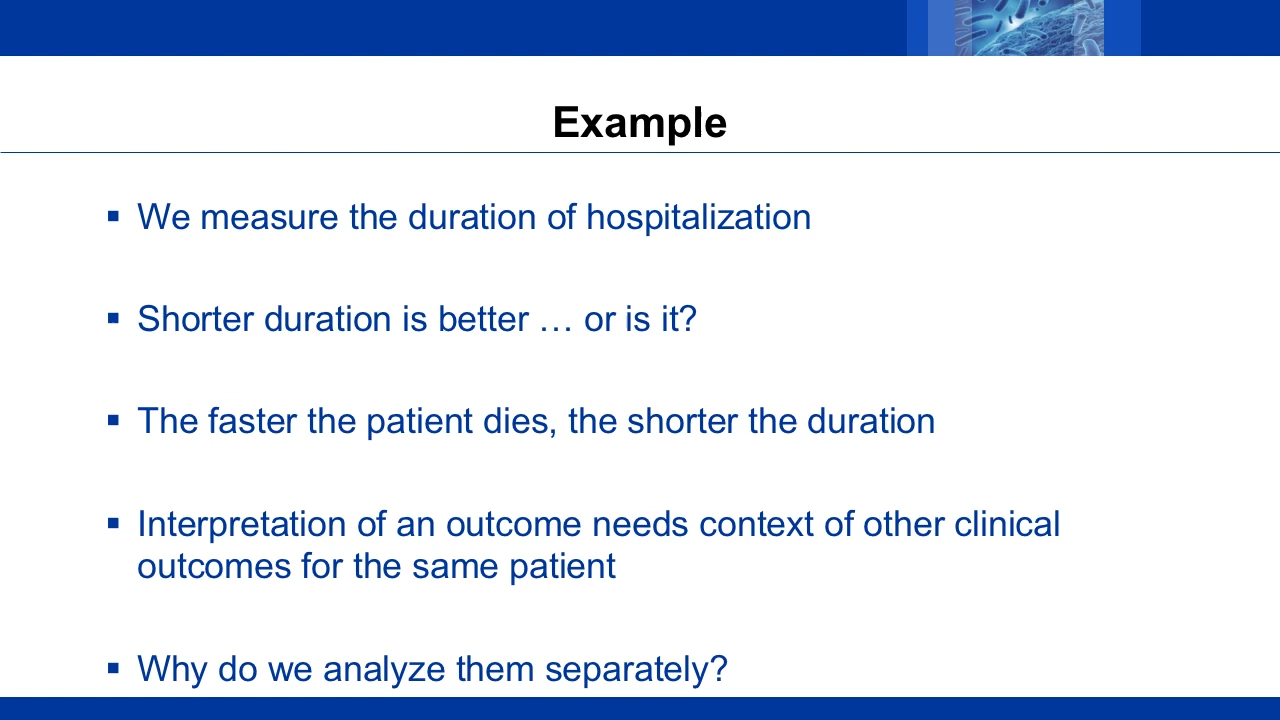 Example
▪ We measure the duration of hospitalization
▪ Shorter duration is better … or is it?
▪ The faster the patient dies, the shorter the duration
▪ Interpretation of an outcome needs context of other clinical
outcomes for the same patient
▪ Why do we analyze them separately?